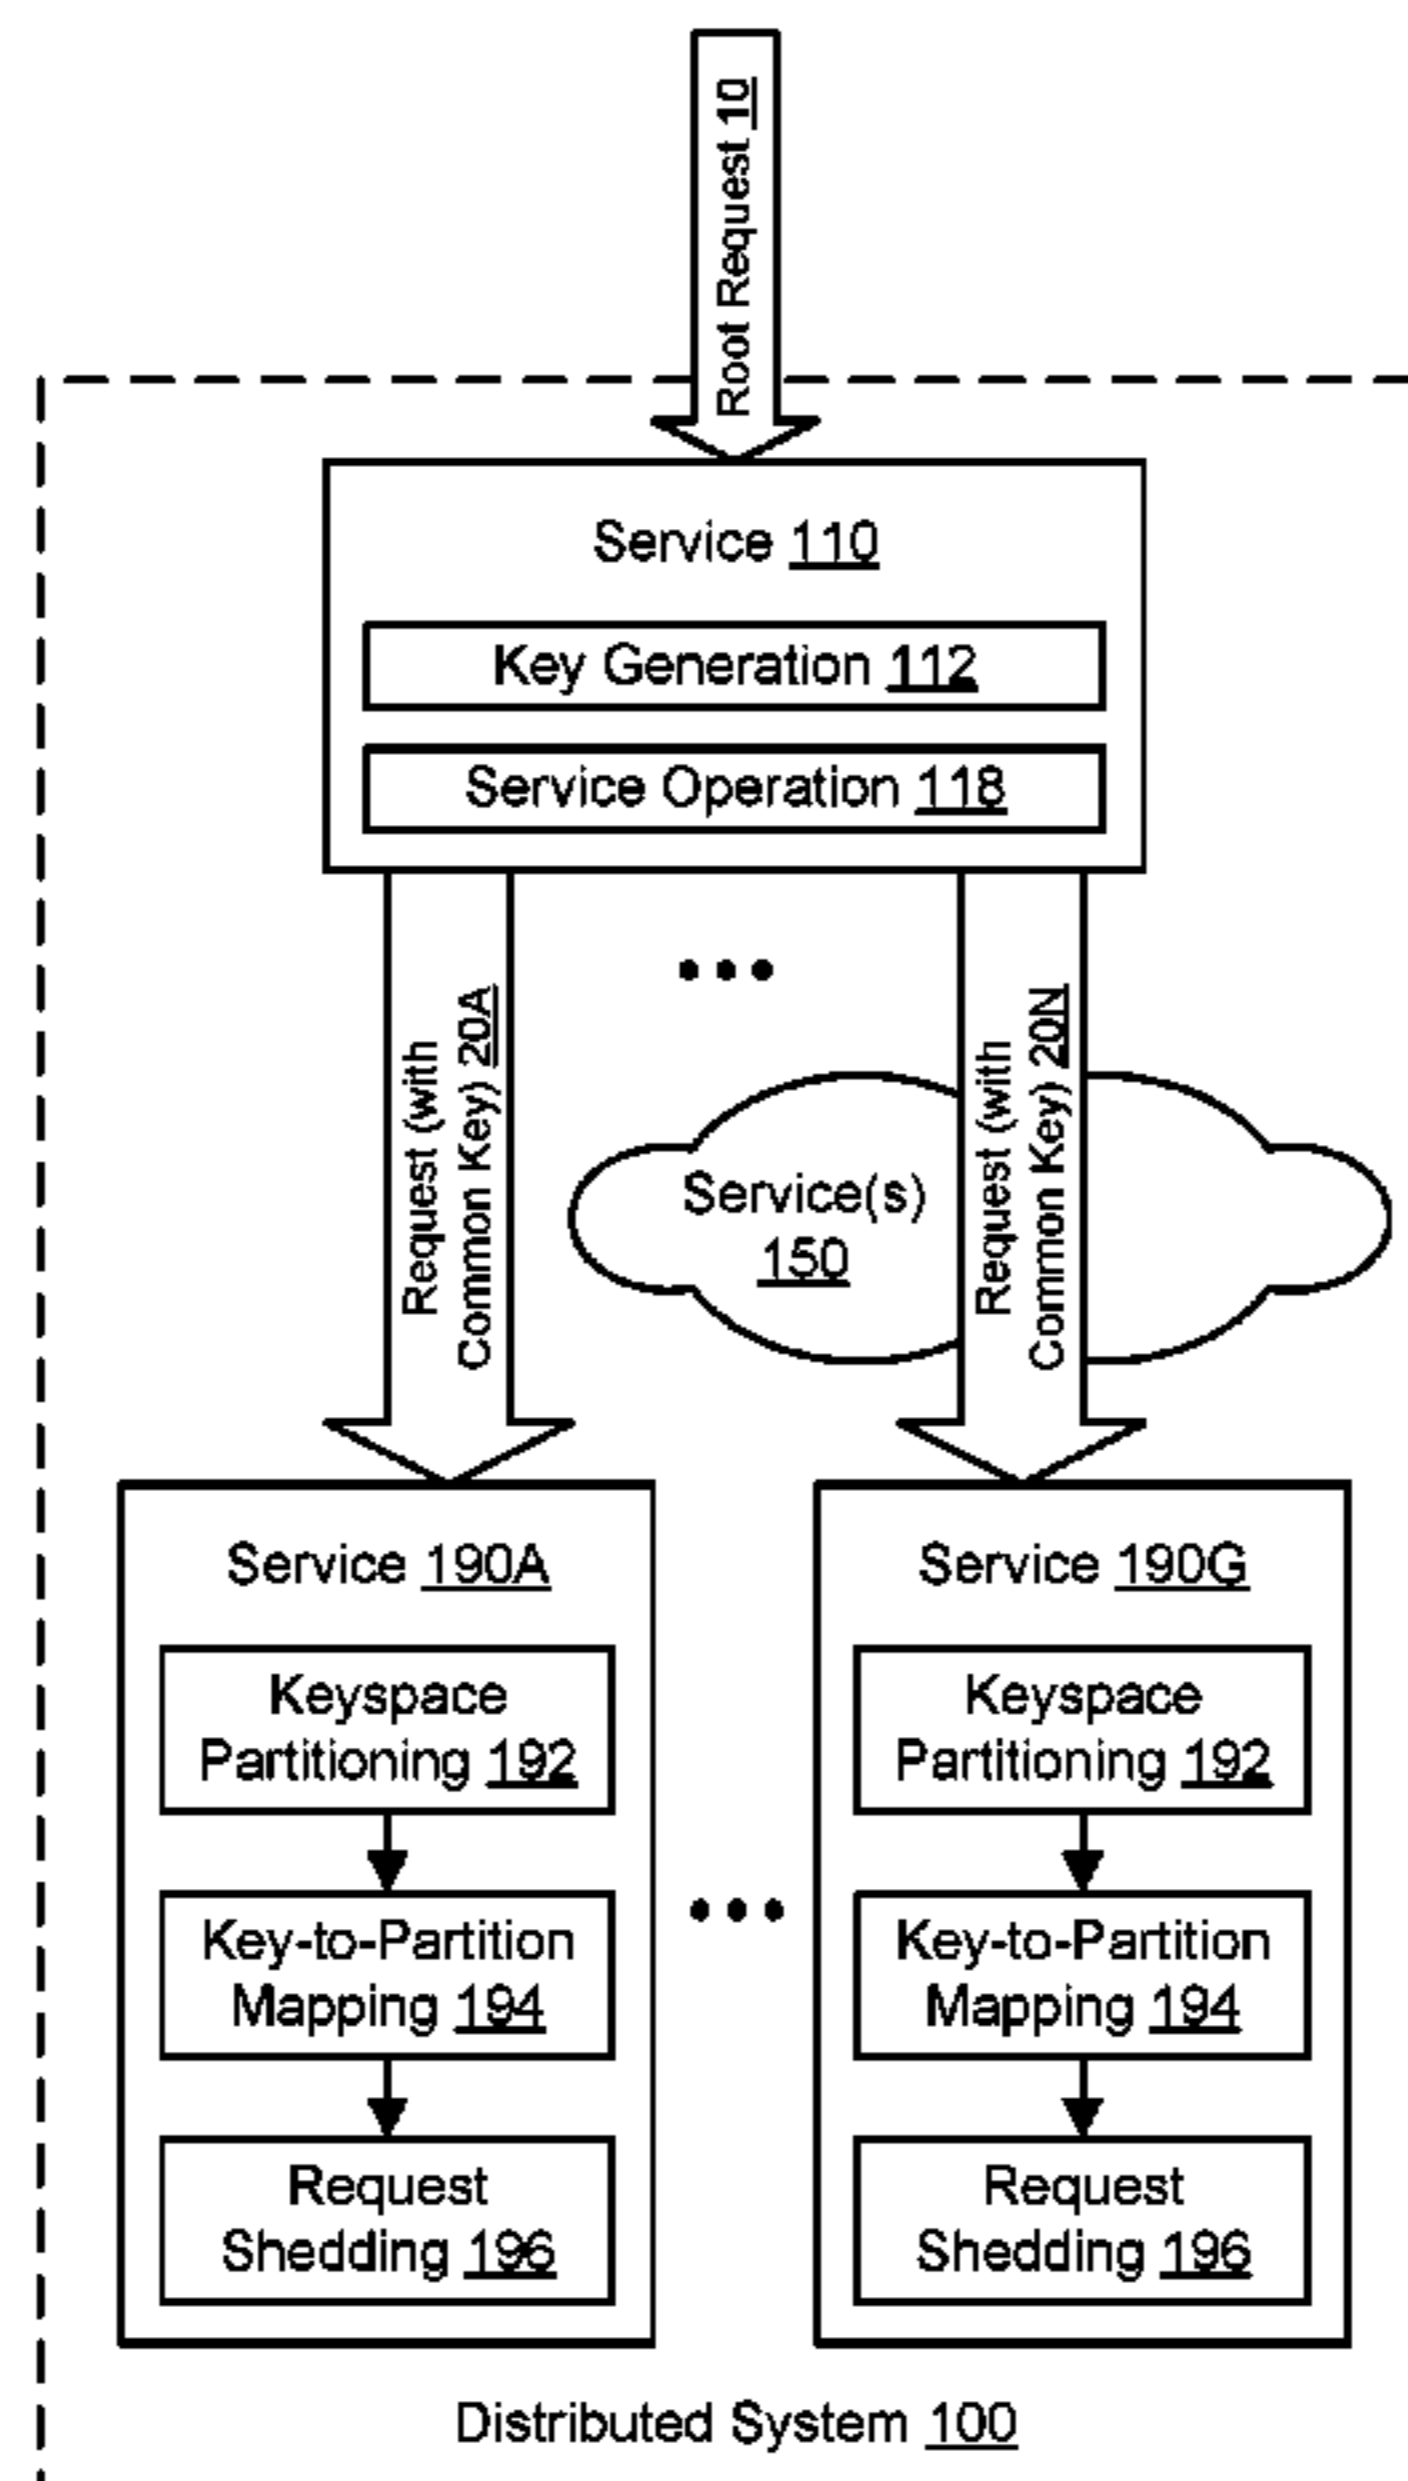 Root Request 10
Service 110
Key Generation 112
Service Operation 118
Request (with
Common Key) 20A
Request (with
Common Key) 20N
Service(s)
150
Service 190A
Keyspace
Partitioning 192
Key-to-Partition
Mapping 194
Request
Shedding 196
Service 190G
Keyspace
Partitioning 192
Key-to-Partition
Mapping 194
Request
Shedding 196
Distributed System 100